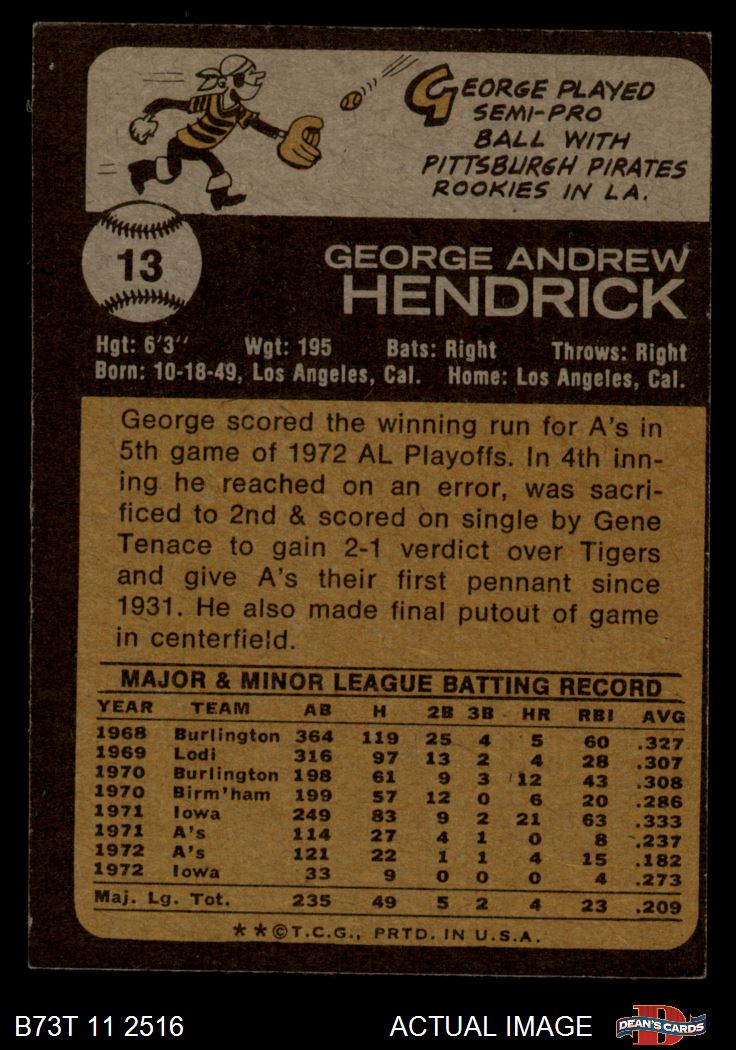 GEORGE PLAYED
SEMI-PRO
BALL WITH
PITTSBURGH PIRATES
ROOKIES IN LA.
13
GEORGE ANDREW
HENDRICK
Hgt: 6'3" Wgt: 195 Bats: Right Throws: Right
Born: 10-18-49, Los Angeles, Cal. Home: Los Angeles, Cal.
George scored the winning run for A's in
5th game of 1972 AL Playoffs. In 4th inn-
ing he reached on an error, was sacri-
ficed to 2nd & scored on single by Gene
Tenace to gain 2-1 verdict over Tigers
and give A's their first pennant since
1931. He also made final putout of game
in centerfield.
MAJOR & MINOR LEAGUE BATTING RECORD
YEAR TEAM AB H 2B 3B HR RBI AVG
1968 Burlington 364 119 25 4 5 60 .327
1969 Lodi 316 97 13 2 4 28 .307
1970 Burlington 198 61 9 3 12 43 .308
1970 Birm'ham 199 57 12 0 6 20 .286
1971 Iowa 249 83 9 2 21 63 .333
1971 A's 114 27 4 1 0 8 .237
1972 A's 121 22 1 1 4 15 .182
1972 Iowa 33 9 0 0 0 4 .273
Maj. Lg. Tot. 235 49 5 2 4 23 .209
**©T.C.G., PRTD. IN U.S.A.
B73T 11 2516 ACTUAL IMAGE D DEAN'S CARDS